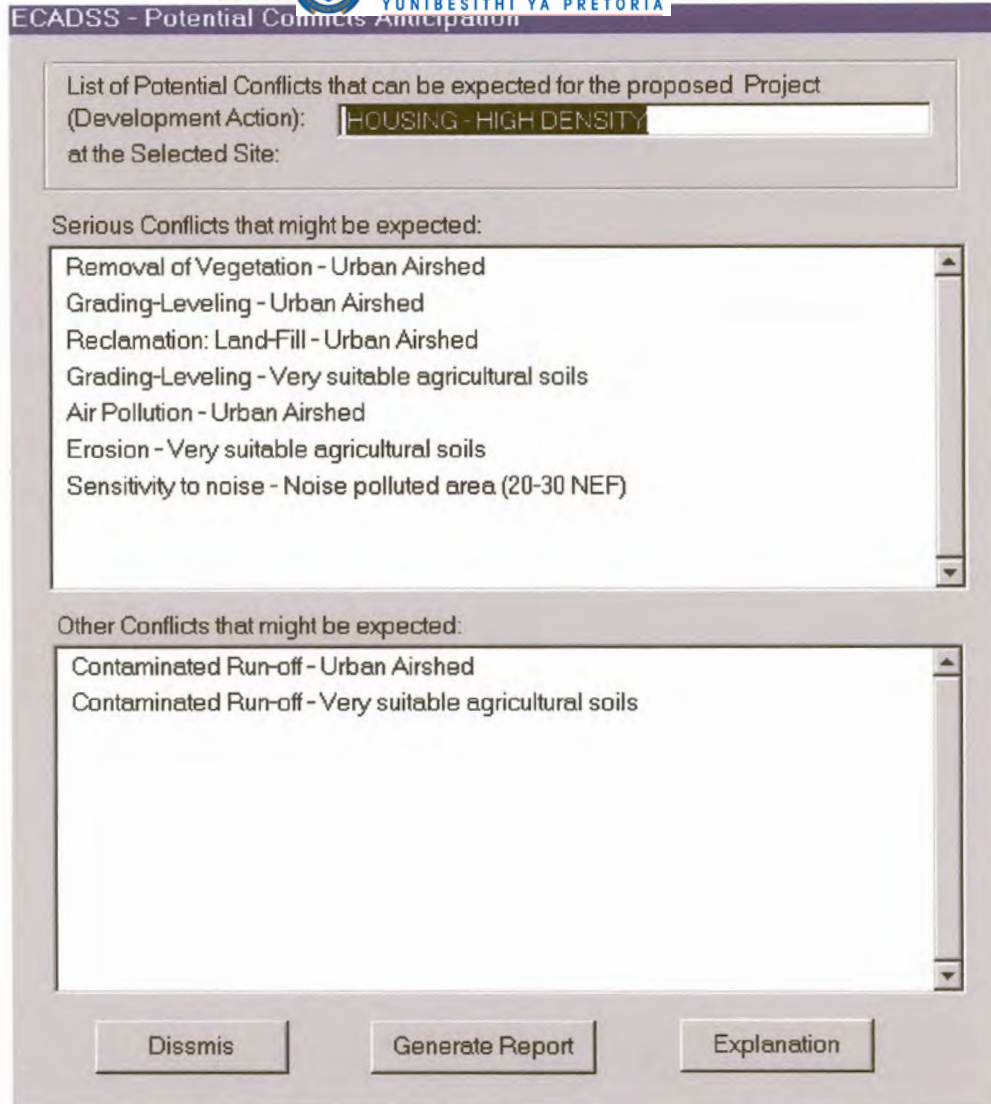 YUNIBESITHI YA PRETORIA
ECADSS - Potential Conflicts Anticipation
List of Potential Conflicts that can be expected for the proposed Project
(Development Action): HOUSING - HIGH DENSITY
at the Selected Site:
Serious Conflicts that might be expected:
Removal of Vegetation - Urban Airshed
Grading-Leveling - Urban Airshed
Reclamation: Land-Fill - Urban Airshed
Grading-Leveling - Very suitable agricultural soils
Air Pollution - Urban Airshed
Erosion - Very suitable agricultural soils
Sensitivity to noise - Noise polluted area (20-30 NEF)
Other Conflicts that might be expected:
Contaminated Run-off - Urban Airshed
Contaminated Run-off - Very suitable agricultural soils
Dissmis Generate Report Explanation